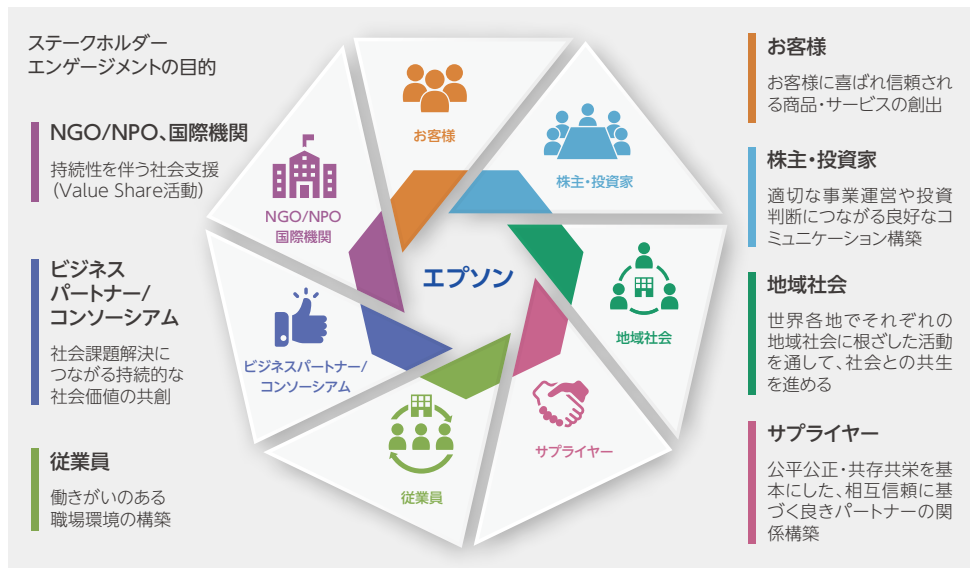 ステークホルダー
エンゲージメントの目的
NGO/NPO、国際機関
持続性を伴う社会支援
(Value Share活動)
ビジネス
パートナー/
コンソーシアム
社会課題解決に
つながる持続的な
社会価値の共創
従業員
働きがいのある
職場環境の構築
お客様
株主・投資家
NGO/NPO
国際機関
エプソン
地域社会
ビジネスパートナー/
コンソーシアム
サプライヤー
従業員
お客様
お客様に喜ばれ信頼され
る商品・サービスの創出
株主・投資家
適切な事業運営や投資
判断につながる良好なコ
ミュニケーション構築
地域社会
世界各地でそれぞれの
地域社会に根ざした活動
を通して、社会との共生
を進める
サプライヤー
公平公正・共存共栄を基
本にした、相互信頼に基
づく良きパートナーの関
係構築